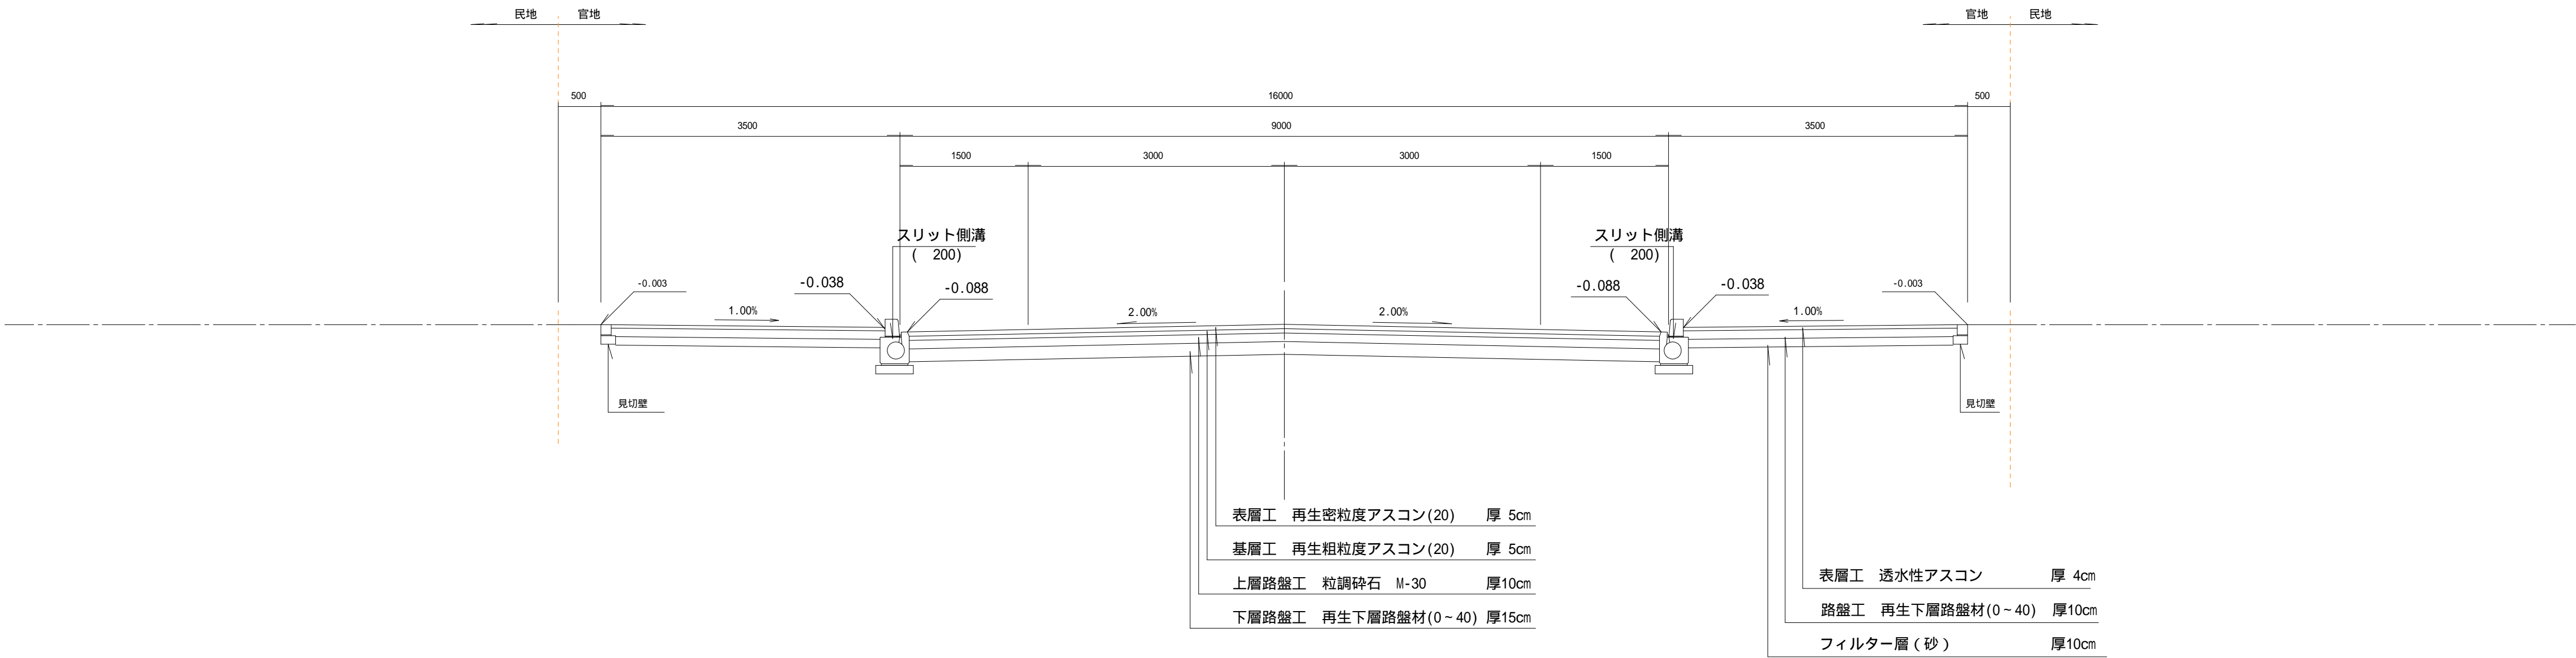 民地 官地 官地 民地
500 16000 500
3500 9000 3500
1500 3000 3000 1500
スリット側溝 スリット側溝
( 200) ( 200)
-0.003 -0.038 -0.088 -0.088 -0.038 -0.003
1.00% 2.00% 2.00% 1.00%
見切壁 見切壁
表層工 再生密粒度アスコン(20) 厚 5㎝
基層工 再生粗粒度アスコン(20) 厚 5㎝
上層路盤工 粒調砕石 M-30 厚10㎝
下層路盤工 再生下層路盤材(0~40) 厚15㎝
表層工 透水性アスコン 厚 4㎝
路盤工 再生下層路盤材(0~40) 厚10㎝
フィルター層(砂) 厚10㎝